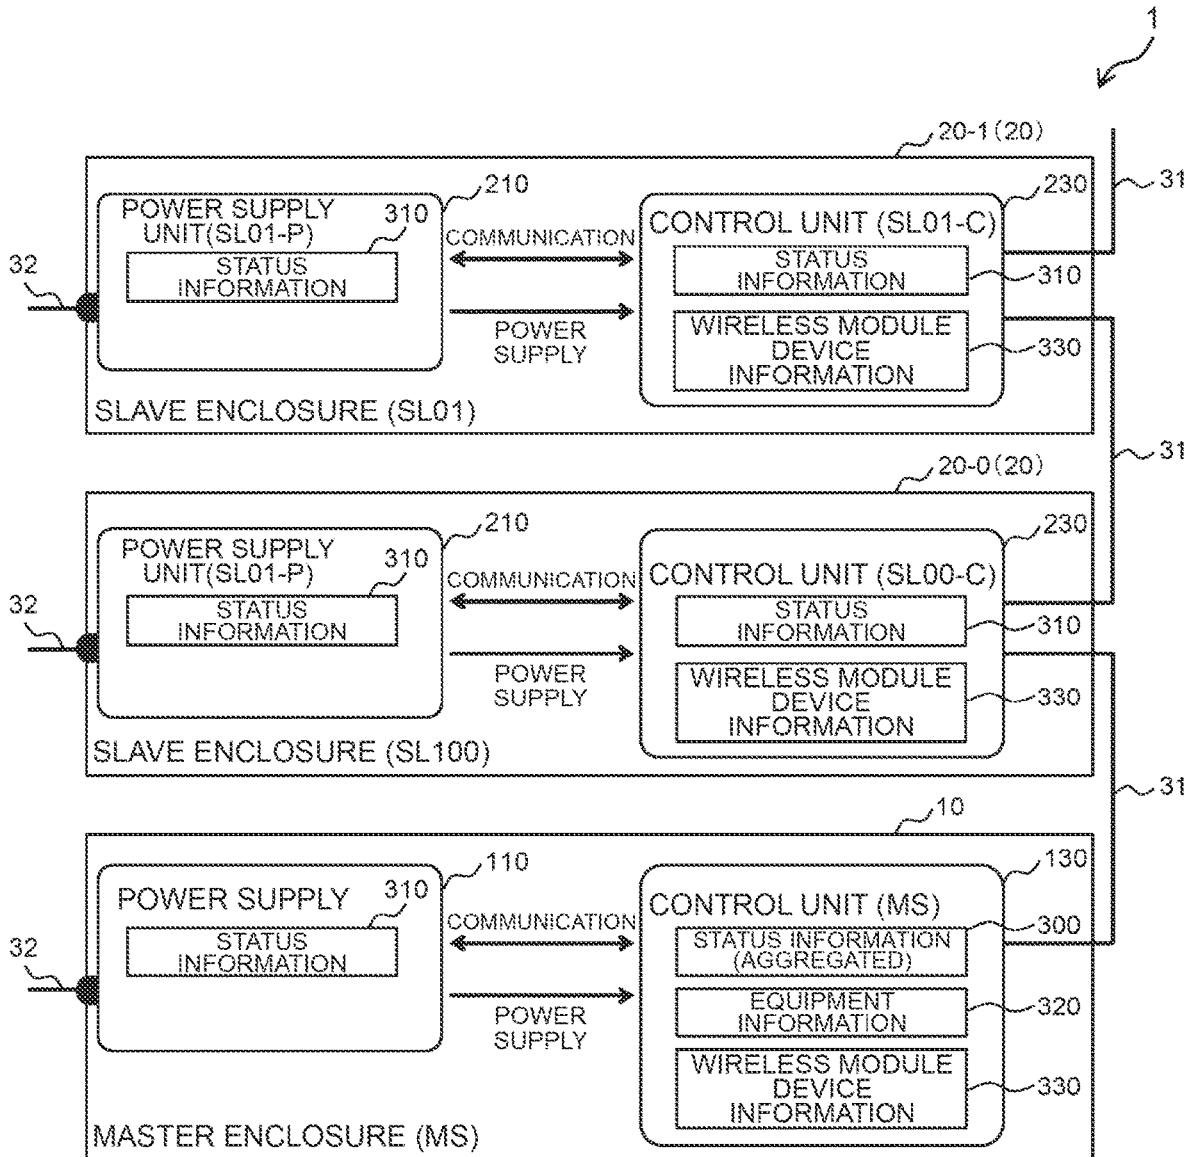 1
20-1(20)
31
210
230
POWER SUPPLY
UNIT(SL01-P)
310
CONTROL UNIT (SL01-C)
COMMUNICATION
STATUS
INFORMATION
STATUS
INFORMATION
310
32
POWER
SUPPLY
WIRELESS MODULE
DEVICE
INFORMATION
330
SLAVE ENCLOSURE (SL01)
31
20-0(20)
210
230
POWER SUPPLY
UNIT(SL01-P)
310
CONTROL UNIT (SL00-C)
COMMUNICATION
STATUS
INFORMATION
STATUS
INFORMATION
310
32
POWER
SUPPLY
WIRELESS MODULE
DEVICE
INFORMATION
330
SLAVE ENCLOSURE (SL100)
31
10
110
130
POWER SUPPLY
310
CONTROL UNIT (MS)
300
COMMUNICATION
STATUS
INFORMATION
STATUS INFORMATION
(AGGREGATED)
32
POWER
SUPPLY
EQUIPMENT
INFORMATION
320
WIRELESS MODULE
DEVICE
INFORMATION
330
MASTER ENCLOSURE (MS)